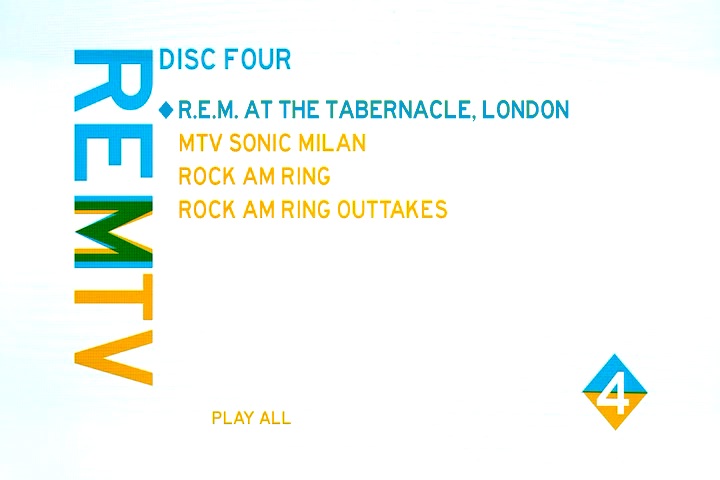 REMTV
DISC FOUR
R.E.M. AT THE TABERNACLE, LONDON
MTV SONIC MILAN
ROCK AM RING
ROCK AM RING OUTTAKES
4
PLAY ALL